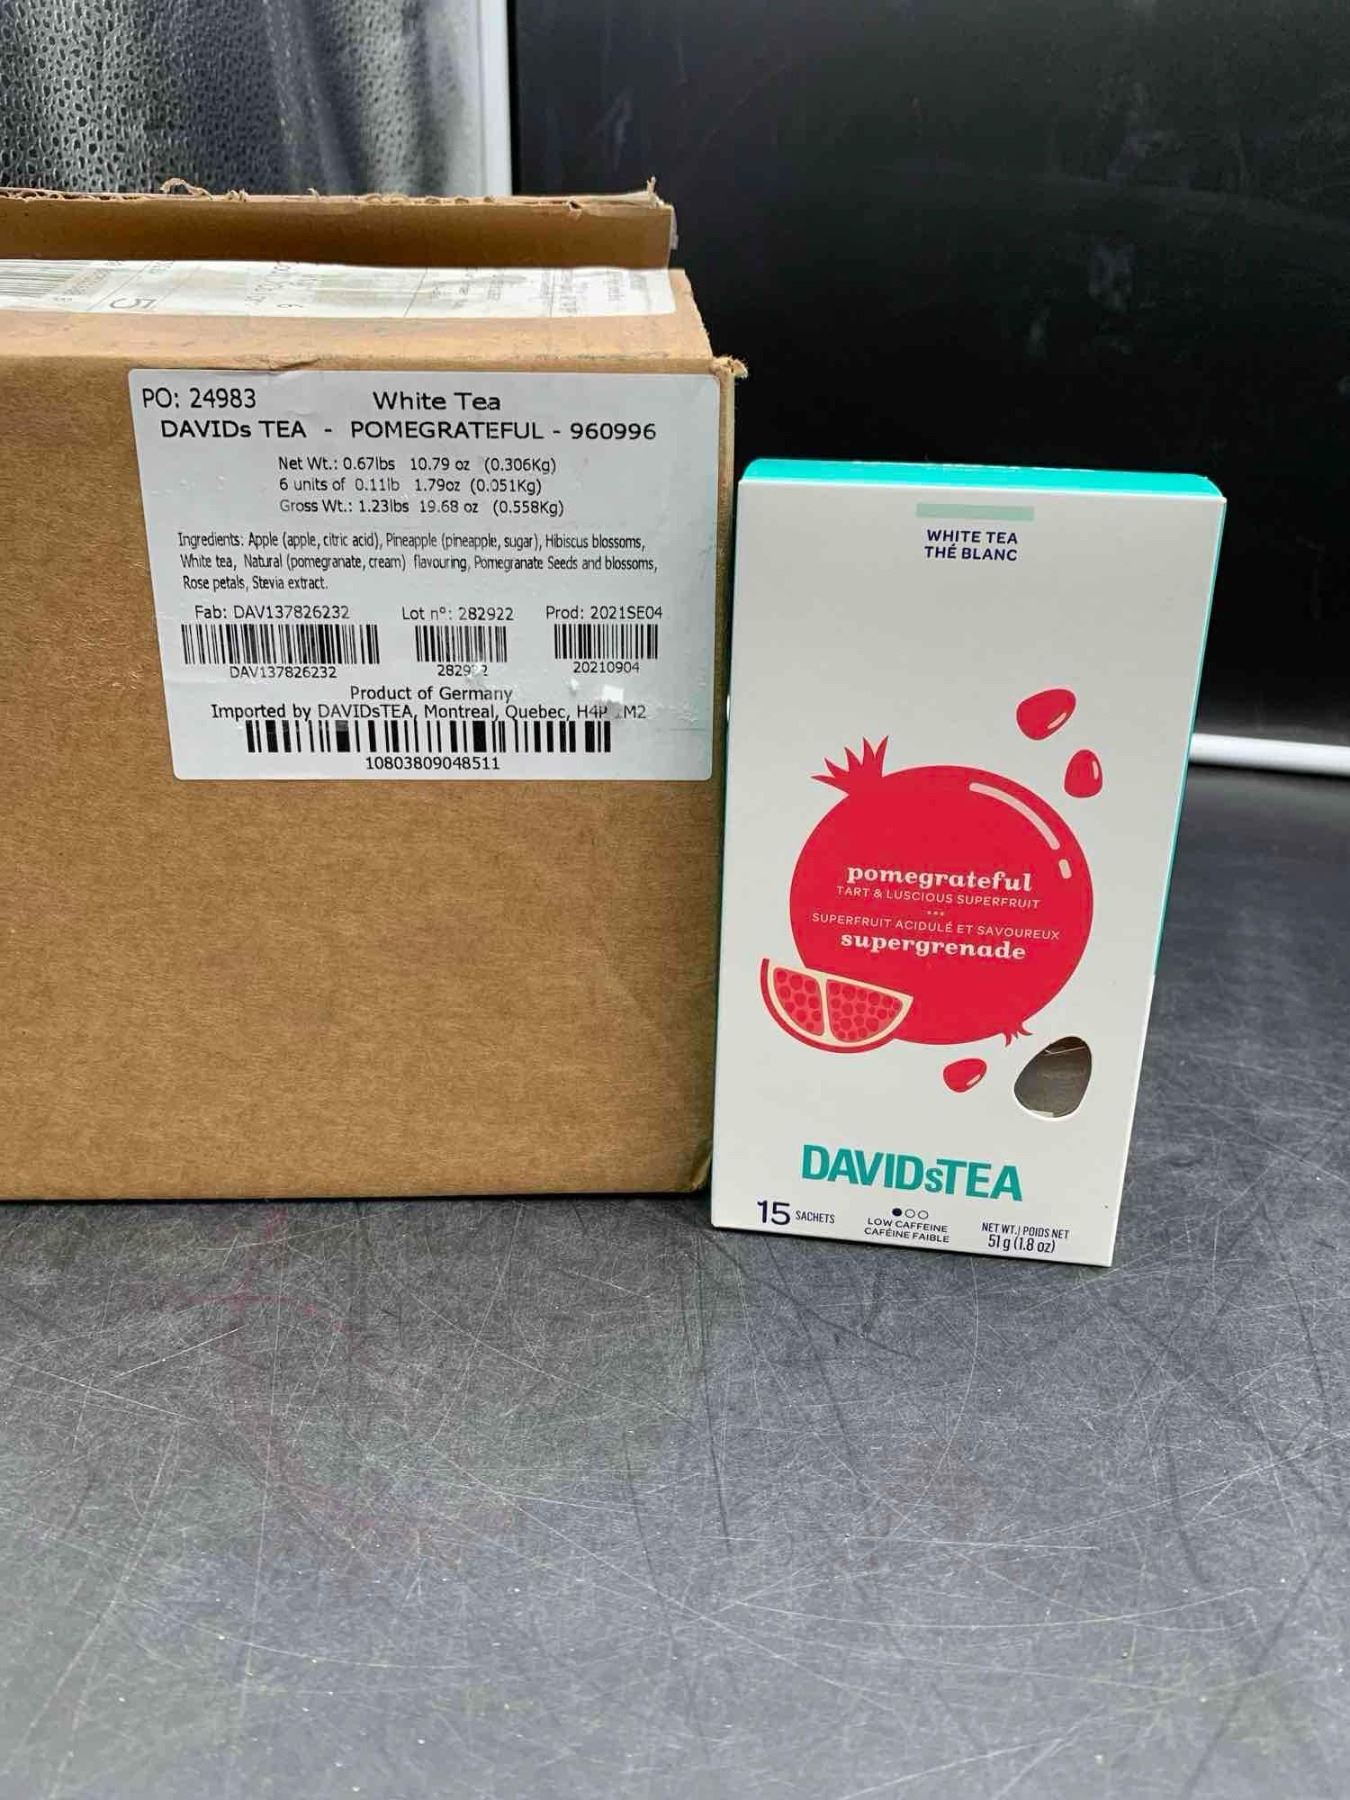 PO: 24983 White Tea
DAVIDs TEA - POMEGRATEFUL - 960996
Net Wt.: 0.67lbs 10.79 oz (0.306Kg)
6 units of 0.11lb 1.79oz (0.051Kg)
Gross Wt.: 1.23lbs 19.68 oz (0.558Kg)
Ingredients: Apple (apple, citric acid), Pineapple (pineapple, sugar), Hibiscus blossoms,
White tea, Natural (pomegranate, cream) flavouring, Pomegranate Seeds and blossoms,
Rose petals, Stevia extract.
Fab: DAV137826232 Lot nº: 282922 Prod: 2021SE04
DAV137826232 20210904
Product of Germany
Imported by DAVIDsTEA, Montreal, Quebec,
10803809048511
WHITE TEA
THÉ BLANC
pomegrateful
TART & LUSCIOUS SUPERFRUIT
SUPERFRUIT ACIDULÉ ET SAVOUREUX
supergrenade
DAVIDsTEA
15 SACHETS
LOW CAFFEINE
CAFÉINE FAIBLE
NET WT. | POIDS NET
51 g (1.8 oz)